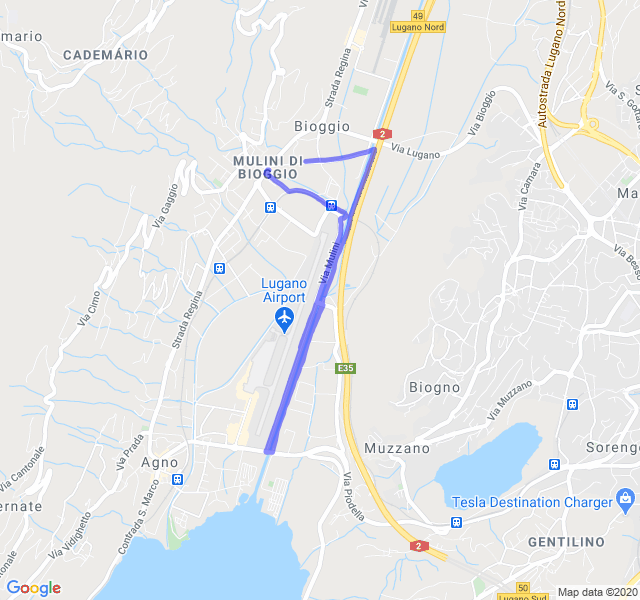 49
Lugano Nord
mario
CADEMÁRIO
Strada Regina
Autostrada Lugano Nord
Via S. Gottardo
Via Bioggio
Bioggio
2
Via Lugano
MULINI DI
BIOGGIO
Via Gaggio
Via Camara
Ma
Via Besso
Via Mulini
Lugano
Airport
Via Cimo
Strada Regina
E35
Biogno
Via Muzzano
Muzzano
Sorengo
Via Cantonale
Via Prada
Agno
Contrada S. Marco
Via Piodella
Tesla Destination Charger
ernate
Via Vidighetto
Cantonale
2
GENTILINO
50
Lugano Sud
Google
Map data ©2020